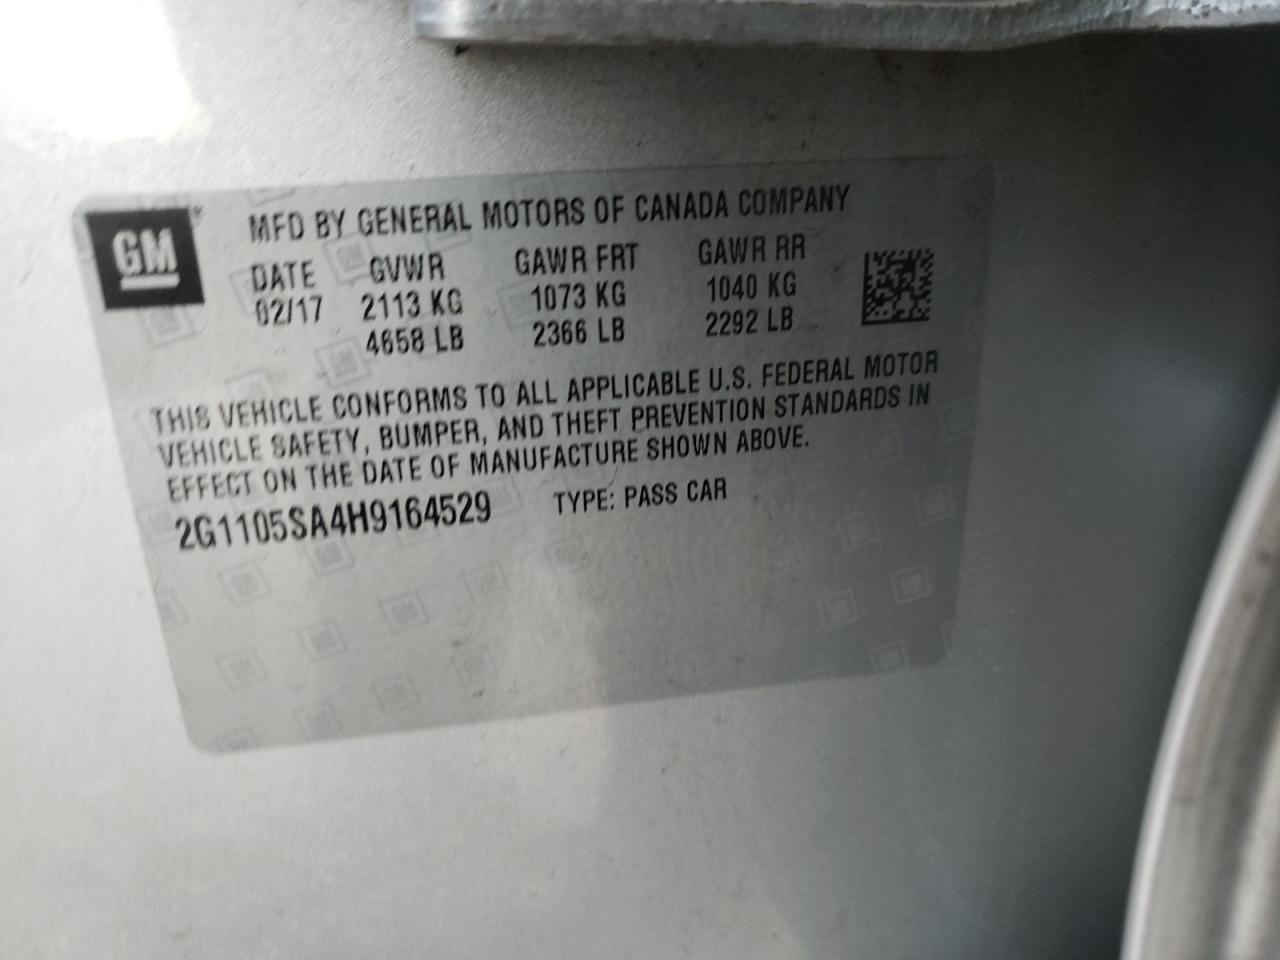 GM
MFD BY GENERAL MOTORS OF CANADA COMPANY
DATE GVWR GAWR FRT GAWR RR
02/17 2113 KG 1073 KG 1040 KG
4658 LB 2366 LB 2292 LB
THIS VEHICLE CONFORMS TO ALL APPLICABLE U.S. FEDERAL MOTOR
VEHICLE SAFETY, BUMPER, AND THEFT PREVENTION STANDARDS IN
EFFECT ON THE DATE OF MANUFACTURE SHOWN ABOVE.
2G1105SA4H9164529 TYPE: PASS CAR